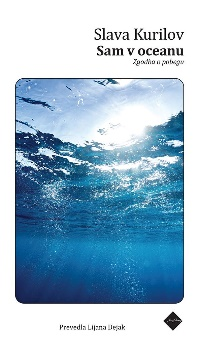 Slava Kurilov
Sam v oceanu
Zgodba o pobegu
Prevedla Lijana Dejak